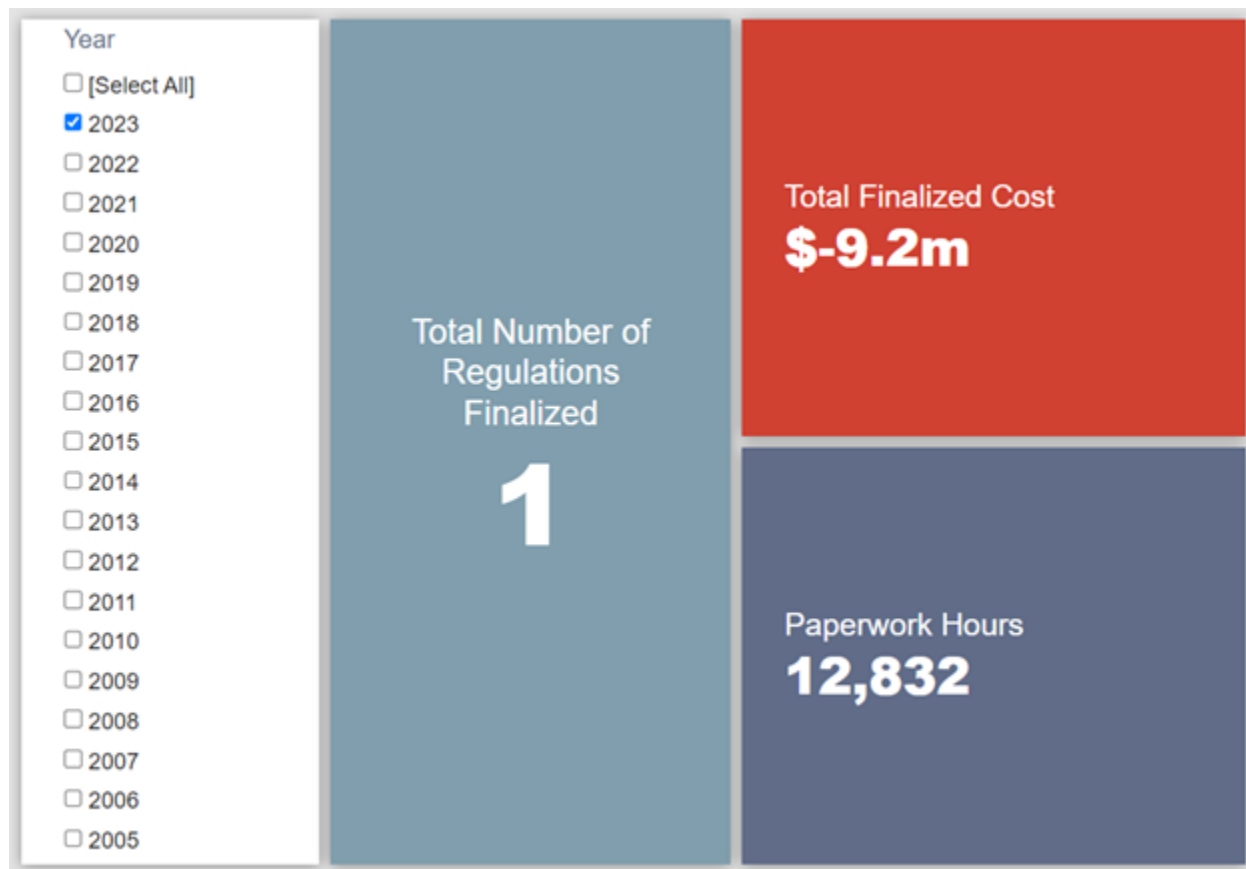 Year
[Select All]
2023
2022
2021
2020
2019
2018
2017
2016
2015
2014
2013
2012
2011
2010
2009
2008
2007
2006
2005
Total Number of
Regulations
Finalized
1
Total Finalized Cost
$-9.2m
Paperwork Hours
12,832